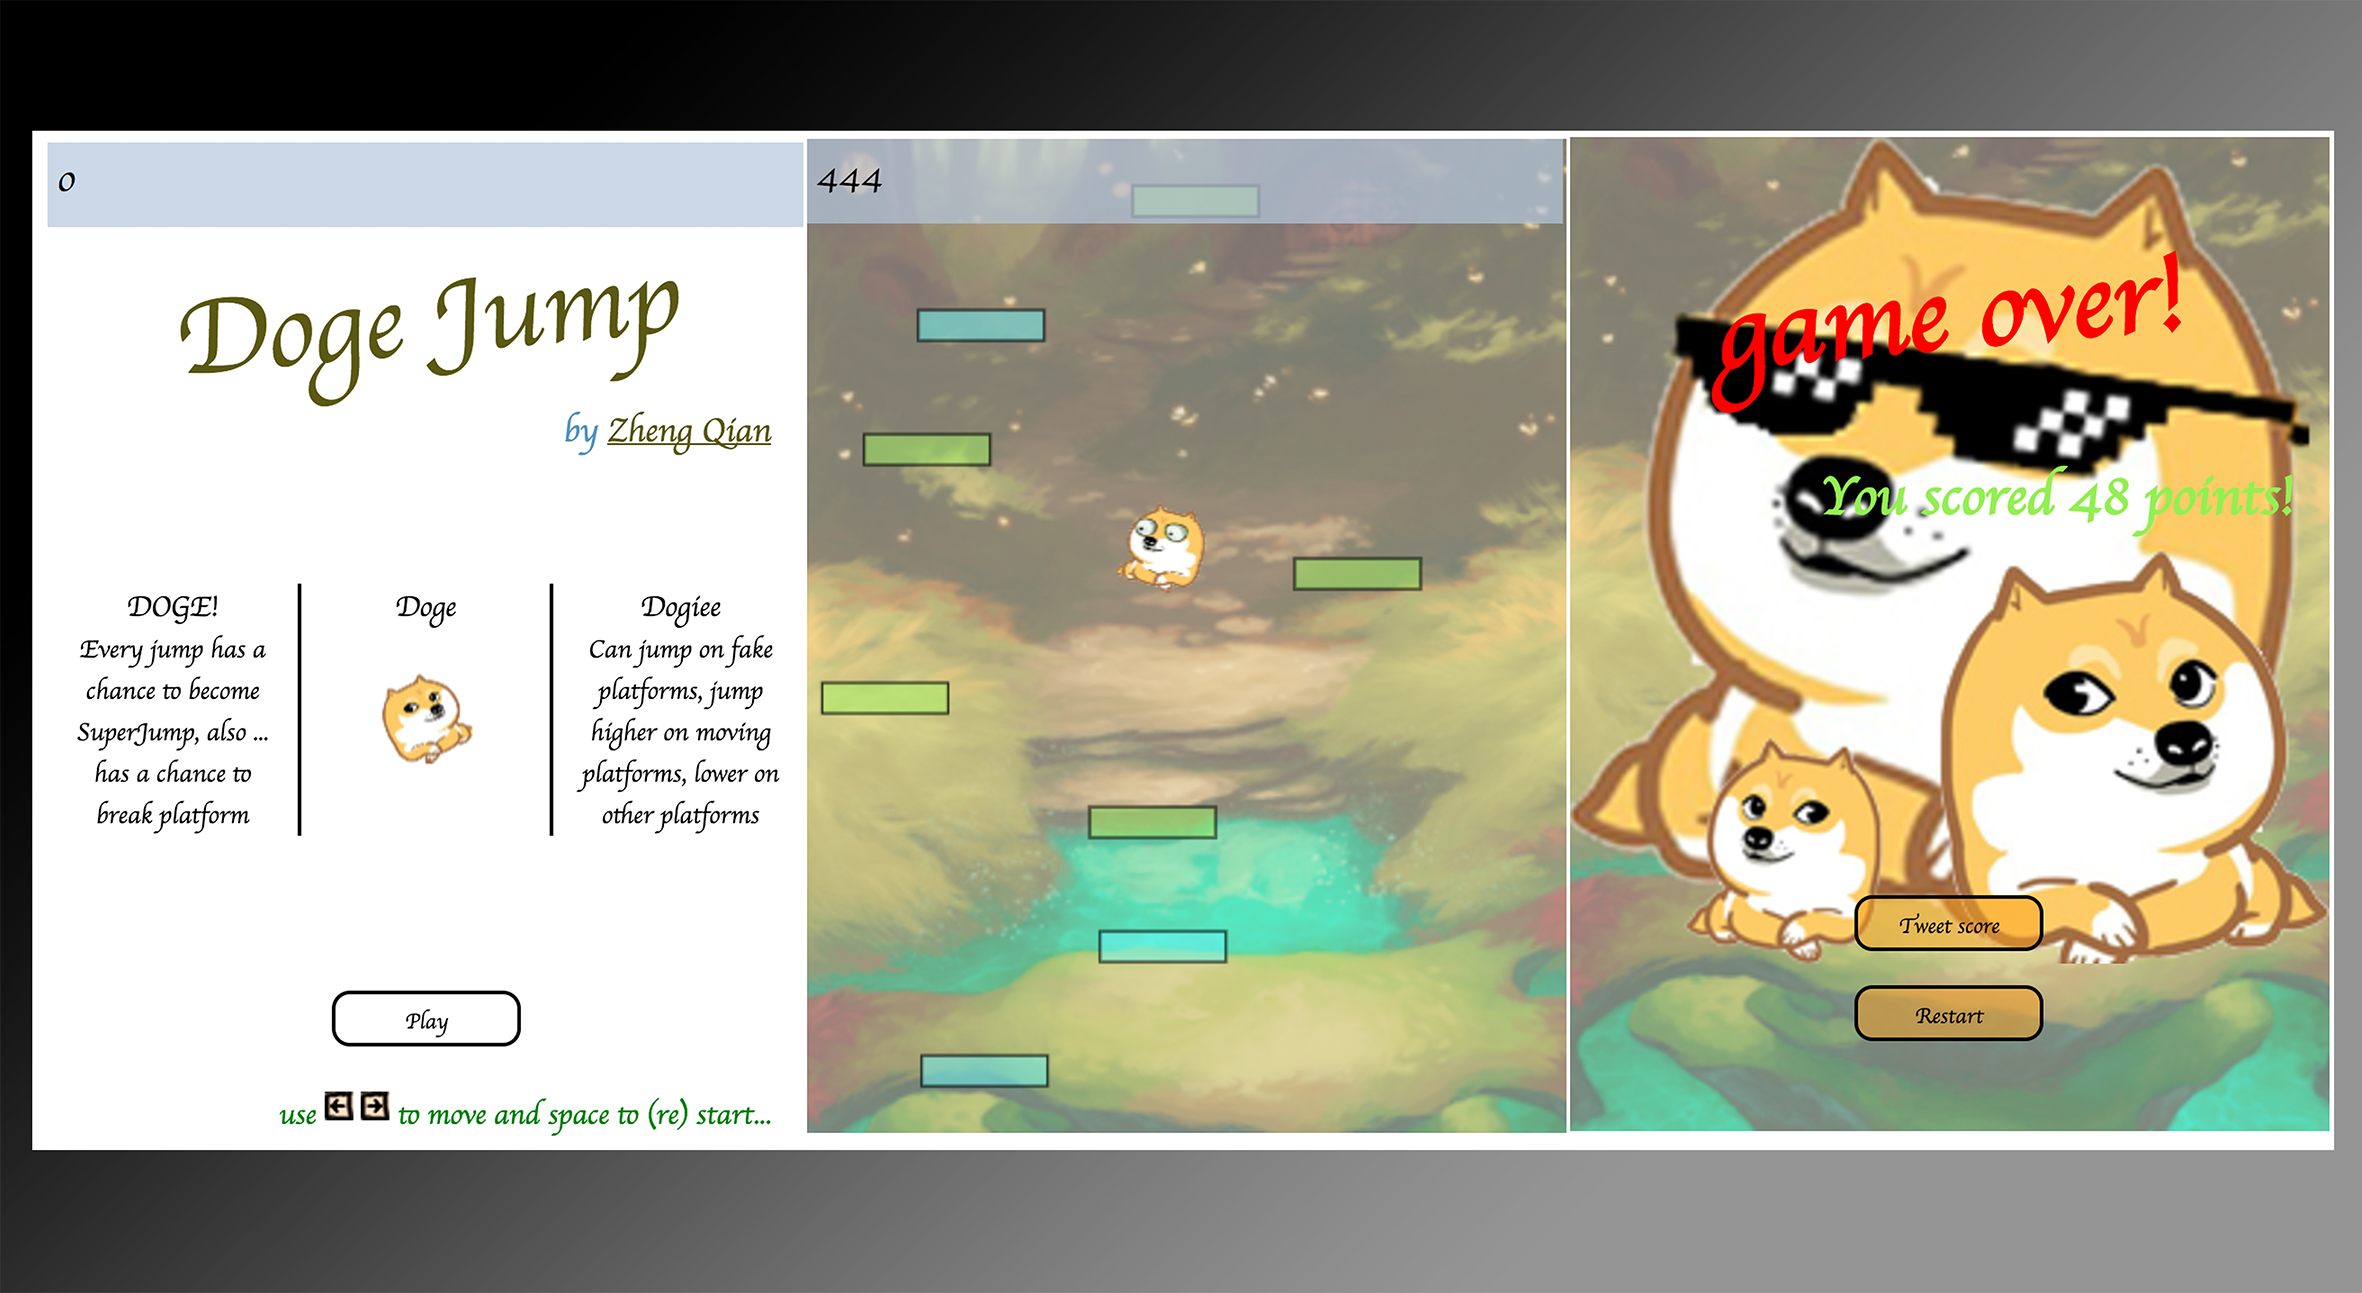 0
Doge Jump
by Zheng Qian
DOGE!
Every jump has a
chance to become
SuperJump, also ...
has a chance to
break platform
Doge
Dogiee
Can jump on fake
platforms, jump
higher on moving
platforms, lower on
other platforms
Play
use to move and space to (re) start...
444
game over!
You scored 48 points!
Tweet score
Restart